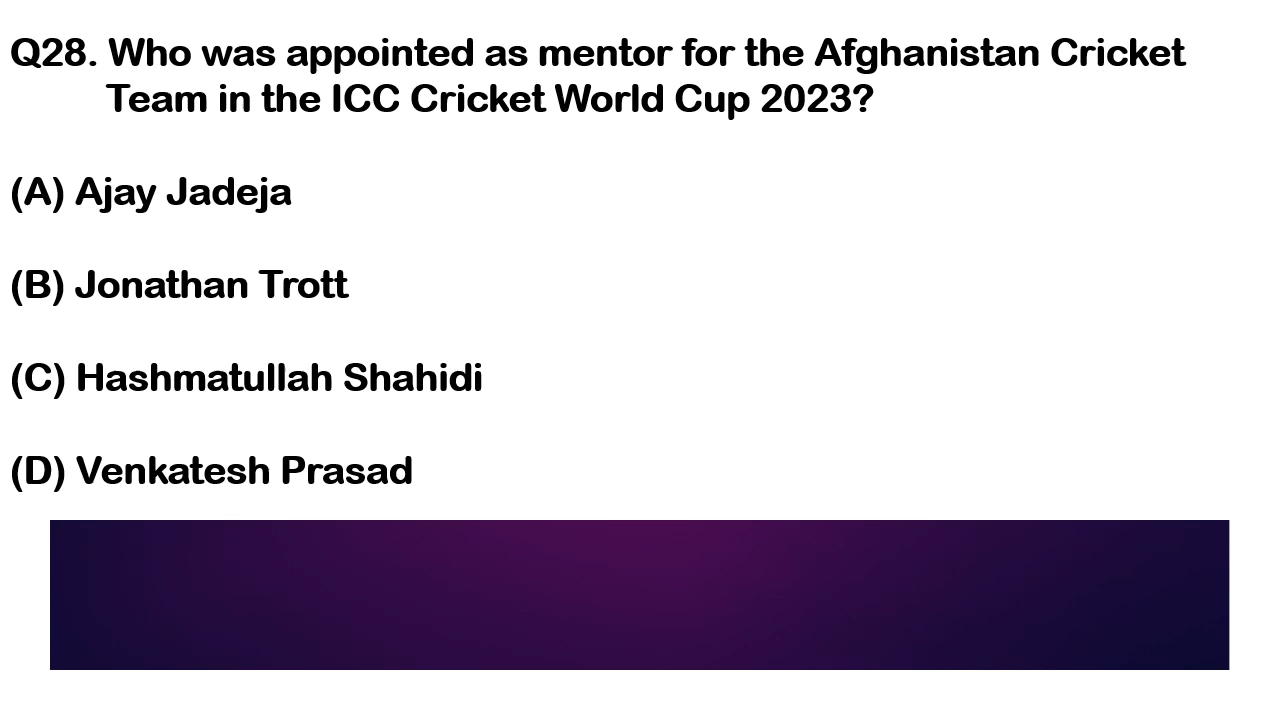 Q28. Who was appointed as mentor for the Afghanistan Cricket
Team in the ICC Cricket World Cup 2023?
(A) Ajay Jadeja
(B) Jonathan Trott
(C) Hashmatullah Shahidi
(D) Venkatesh Prasad